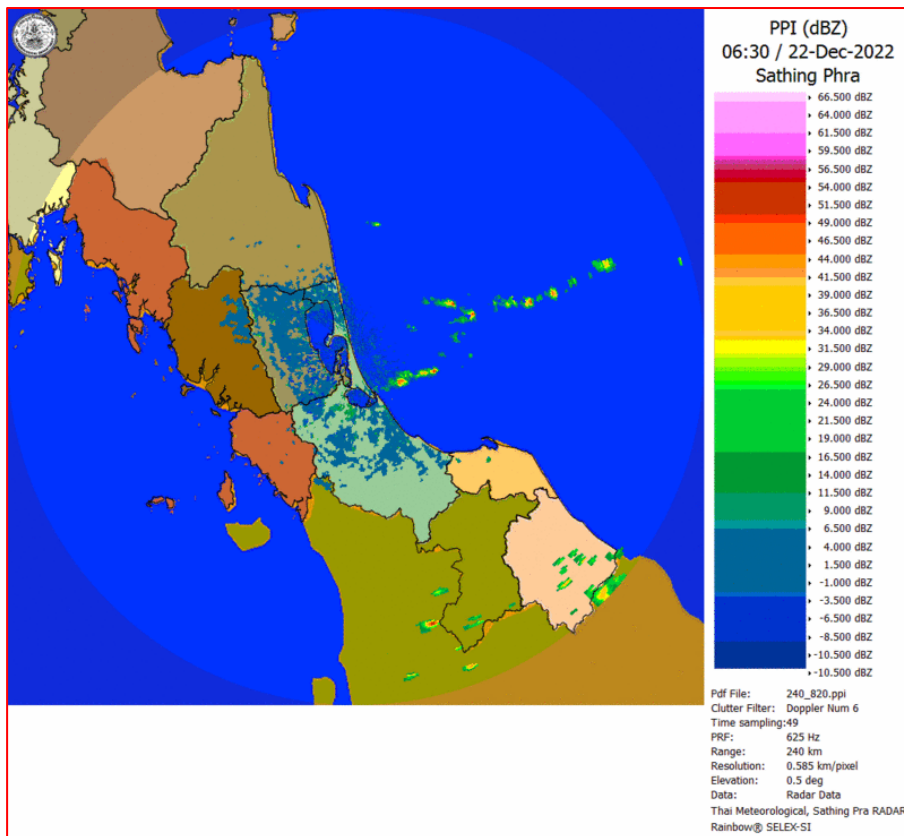 PPI (dBZ)
06:30 / 22-Dec-2022
Sathing Phra
66.500 dBZ
64.000 dBZ
61.500 dBZ
59.500 dBZ
56.500 dBZ
54.000 dBZ
51.500 dBZ
49.000 dBZ
46.500 dBZ
44.000 dBZ
41.500 dBZ
39.000 dBZ
36.500 dBZ
34.000 dBZ
31.500 dBZ
29.000 dBZ
26.500 dBZ
24.000 dBZ
21.500 dBZ
19.000 dBZ
16.500 dBZ
14.000 dBZ
11.500 dBZ
9.000 dBZ
6.500 dBZ
4.000 dBZ
1.500 dBZ
-1.000 dBZ
-3.500 dBZ
-6.500 dBZ
-8.500 dBZ
-10.500 dBZ
-10.500 dBZ
Pdf File: 240_820.ppi
Clutter Filter: Doppler Num 6
Time sampling:49
PRF: 625 Hz
Range: 240 km
Resolution: 0.585 km/pixel
Elevation: 0.5 deg
Data: Radar Data
Thai Meteorological, Sathing Pra RADAR
Rainbow® SELEX-SI